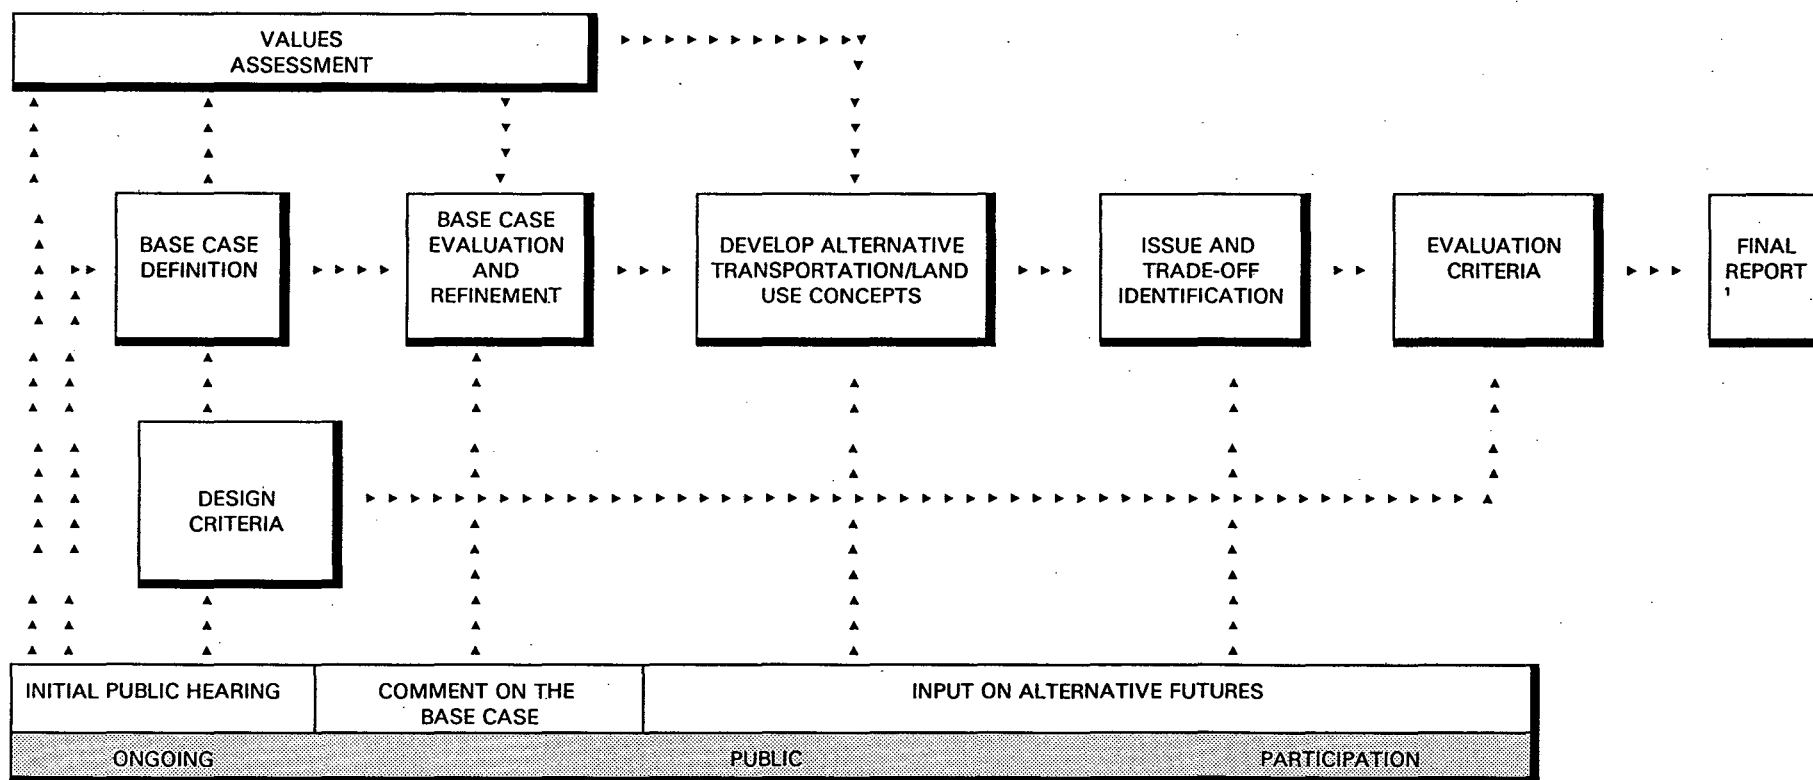 VALUES
ASSESSMENT
BASE CASE
DEFINITION
BASE CASE
EVALUATION
AND
REFINEMENT
DEVELOP ALTERNATIVE
TRANSPORTATION/LAND
USE CONCEPTS
ISSUE AND
TRADE-OFF
IDENTIFICATION
EVALUATION
CRITERIA
FINAL
REPORT
1
DESIGN
CRITERIA
INITIAL PUBLIC HEARING
COMMENT ON THE
BASE CASE
INPUT ON ALTERNATIVE FUTURES
ONGOING PUBLIC PARTICIPATION